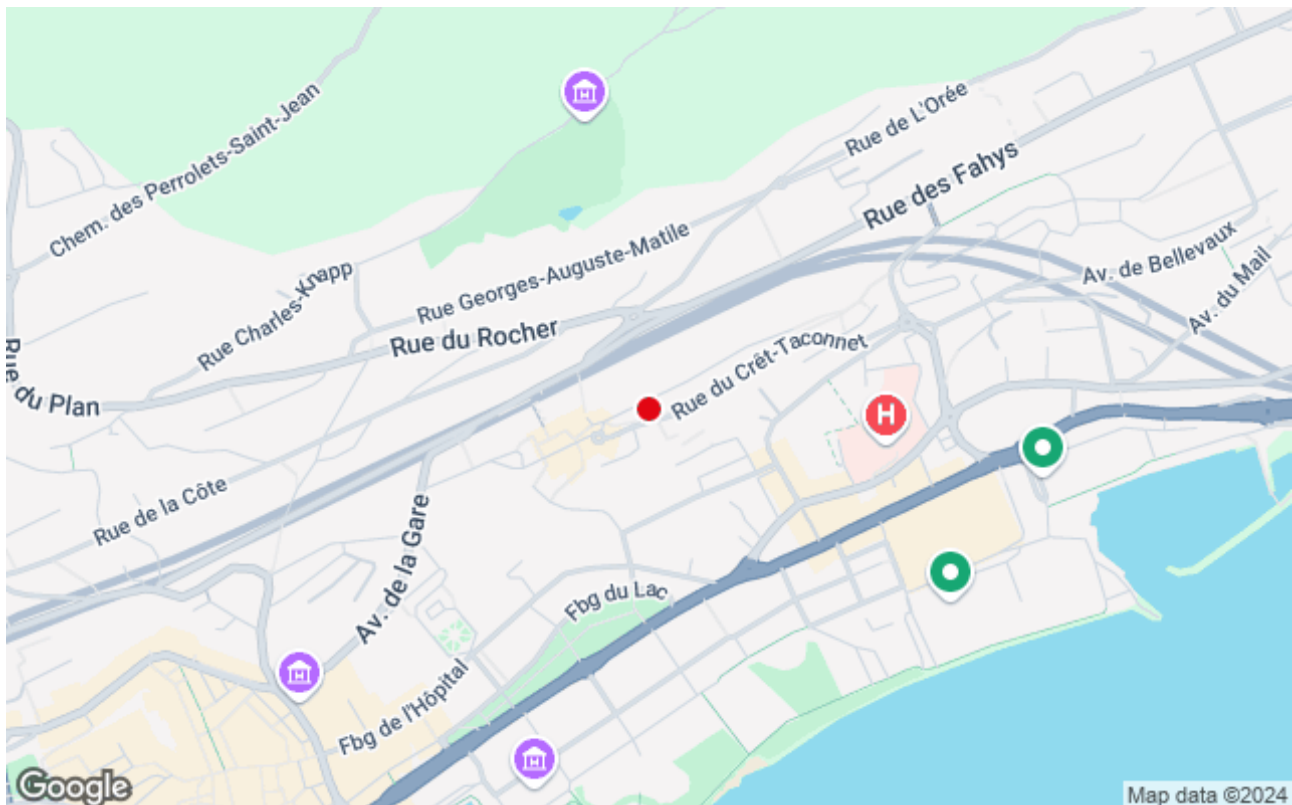 Chem. des Perrolets-Saint-Jean
Rue de L'Orée
Rue des Fahys
Rue Georges-Auguste-Matile
Rue Charles-Knapp
Av. de Bellevaux
Av. du Mail
Rue du Rocher
Rue du Plan
Rue du Crêt-Taconnet
H
Rue de la Côte
Av. de la Gare
Fbg du Lac
Fbg de l'Hôpital
Google
Map data ©2024